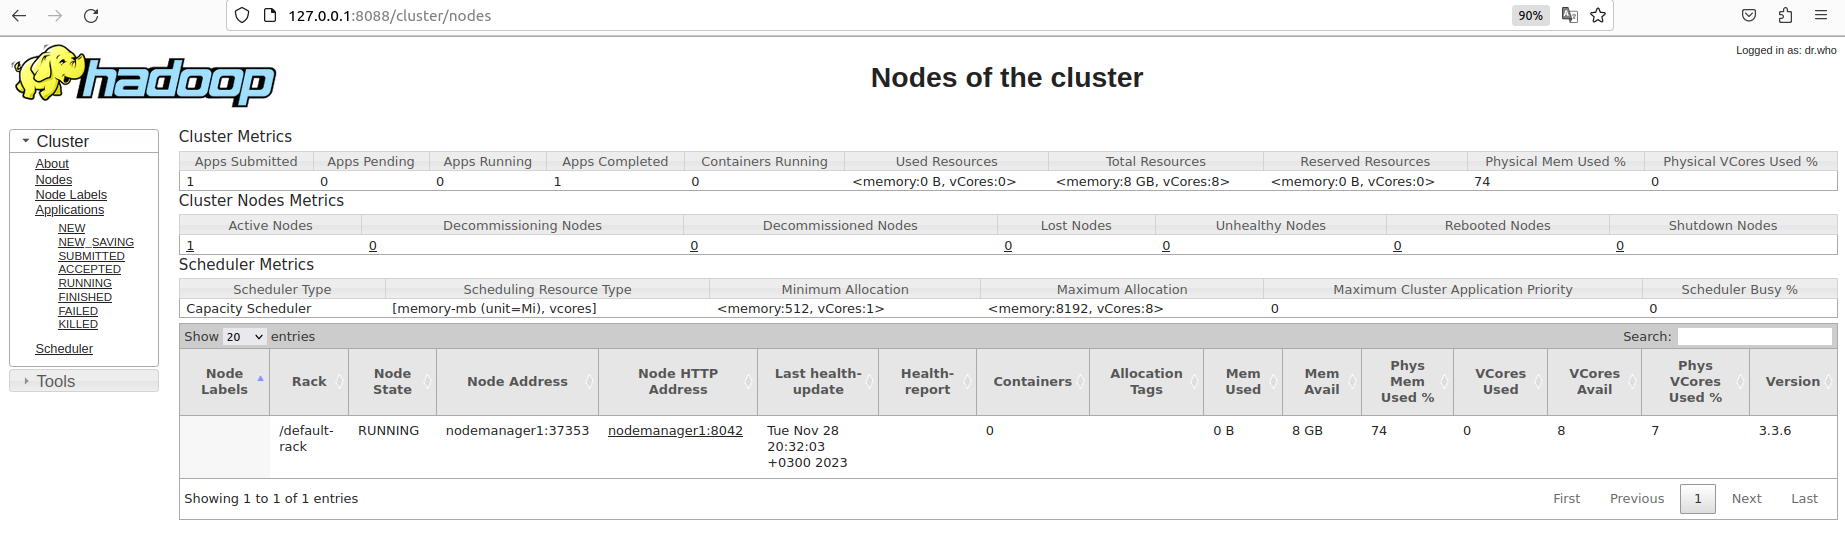 127.0.0.1:8088/cluster/nodes 90%
Logged in as: dr.who
hadoop
Nodes of the cluster
Cluster
About
Nodes
Node Labels
Applications
NEW
NEW_SAVING
SUBMITTED
ACCEPTED
RUNNING
FINISHED
FAILED
KILLED
Scheduler
Tools
Cluster Metrics
Apps Submitted Apps Pending Apps Running Apps Completed Containers Running Used Resources Total Resources Reserved Resources Physical Mem Used % Physical VCores Used %
1 0 0 1 0 <memory:0 B, vCores:0> <memory:8 GB, vCores:8> <memory:0 B, vCores:0> 74 0
Cluster Nodes Metrics
Active Nodes Decommissioning Nodes Decommissioned Nodes Lost Nodes Unhealthy Nodes Rebooted Nodes Shutdown Nodes
1 0 0 0 0 0 0
Scheduler Metrics
Scheduler Type Scheduling Resource Type Minimum Allocation Maximum Allocation Maximum Cluster Application Priority Scheduler Busy %
Capacity Scheduler [memory-mb (unit=Mi), vcores] <memory:512, vCores:1> <memory:8192, vCores:8> 0 0
Show 20 entries Search:
Node Labels Rack Node State Node Address Node HTTP Address Last health-update Health-report Containers Allocation Tags Mem Used Mem Avail Phys Mem Used % VCores Used VCores Avail Phys VCores Used % Version
/default-rack RUNNING nodemanager1:37353 nodemanager1:8042 Tue Nov 28 20:32:03 +0300 2023 0 0 B 8 GB 74 0 8 7 3.3.6
Showing 1 to 1 of 1 entries First Previous 1 Next Last